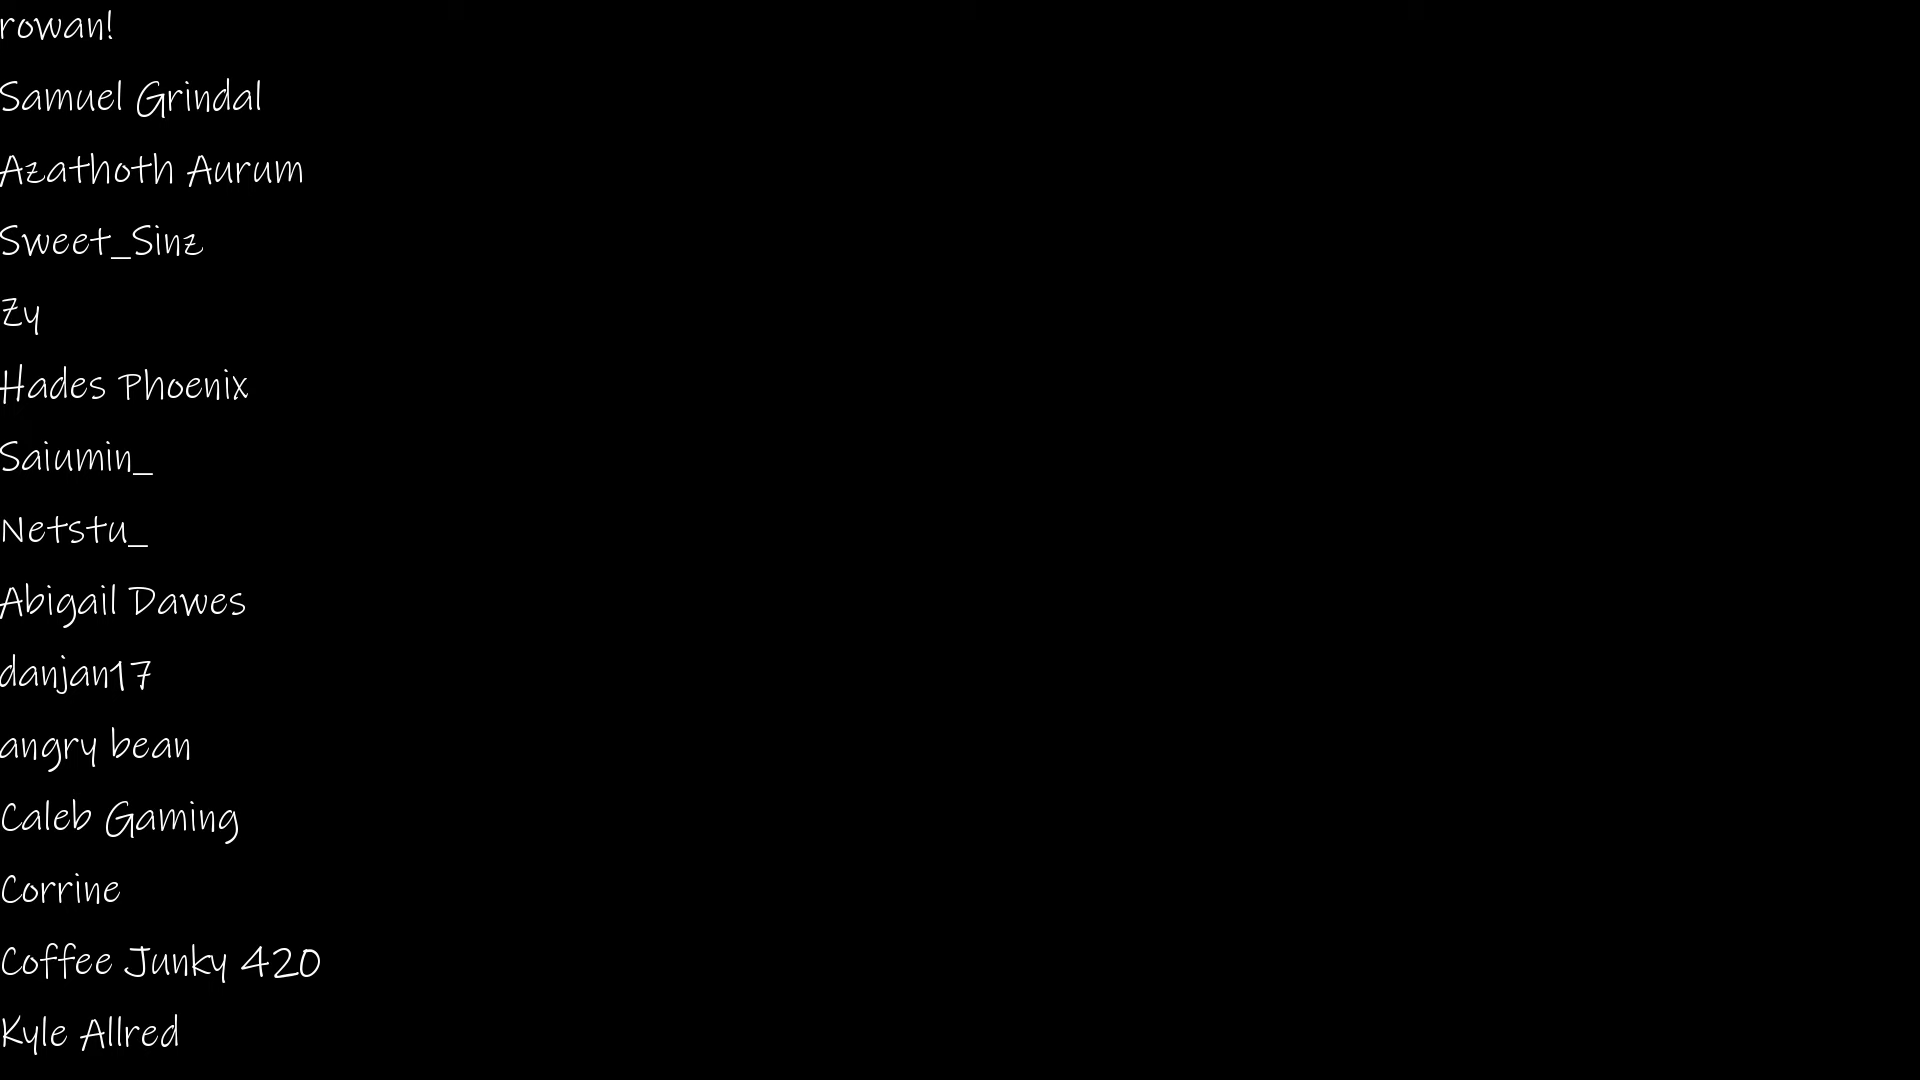 rowan!
Samuel Grindal
Azathoth Aurum
Sweet_Sinz
Zy
Hades Phoenix
Saiumin_
Netstu_
Abigail Dawes
danjan17
angry bean
Caleb Gaming
Corrine
Coffee Junky 420
Kyle Allred